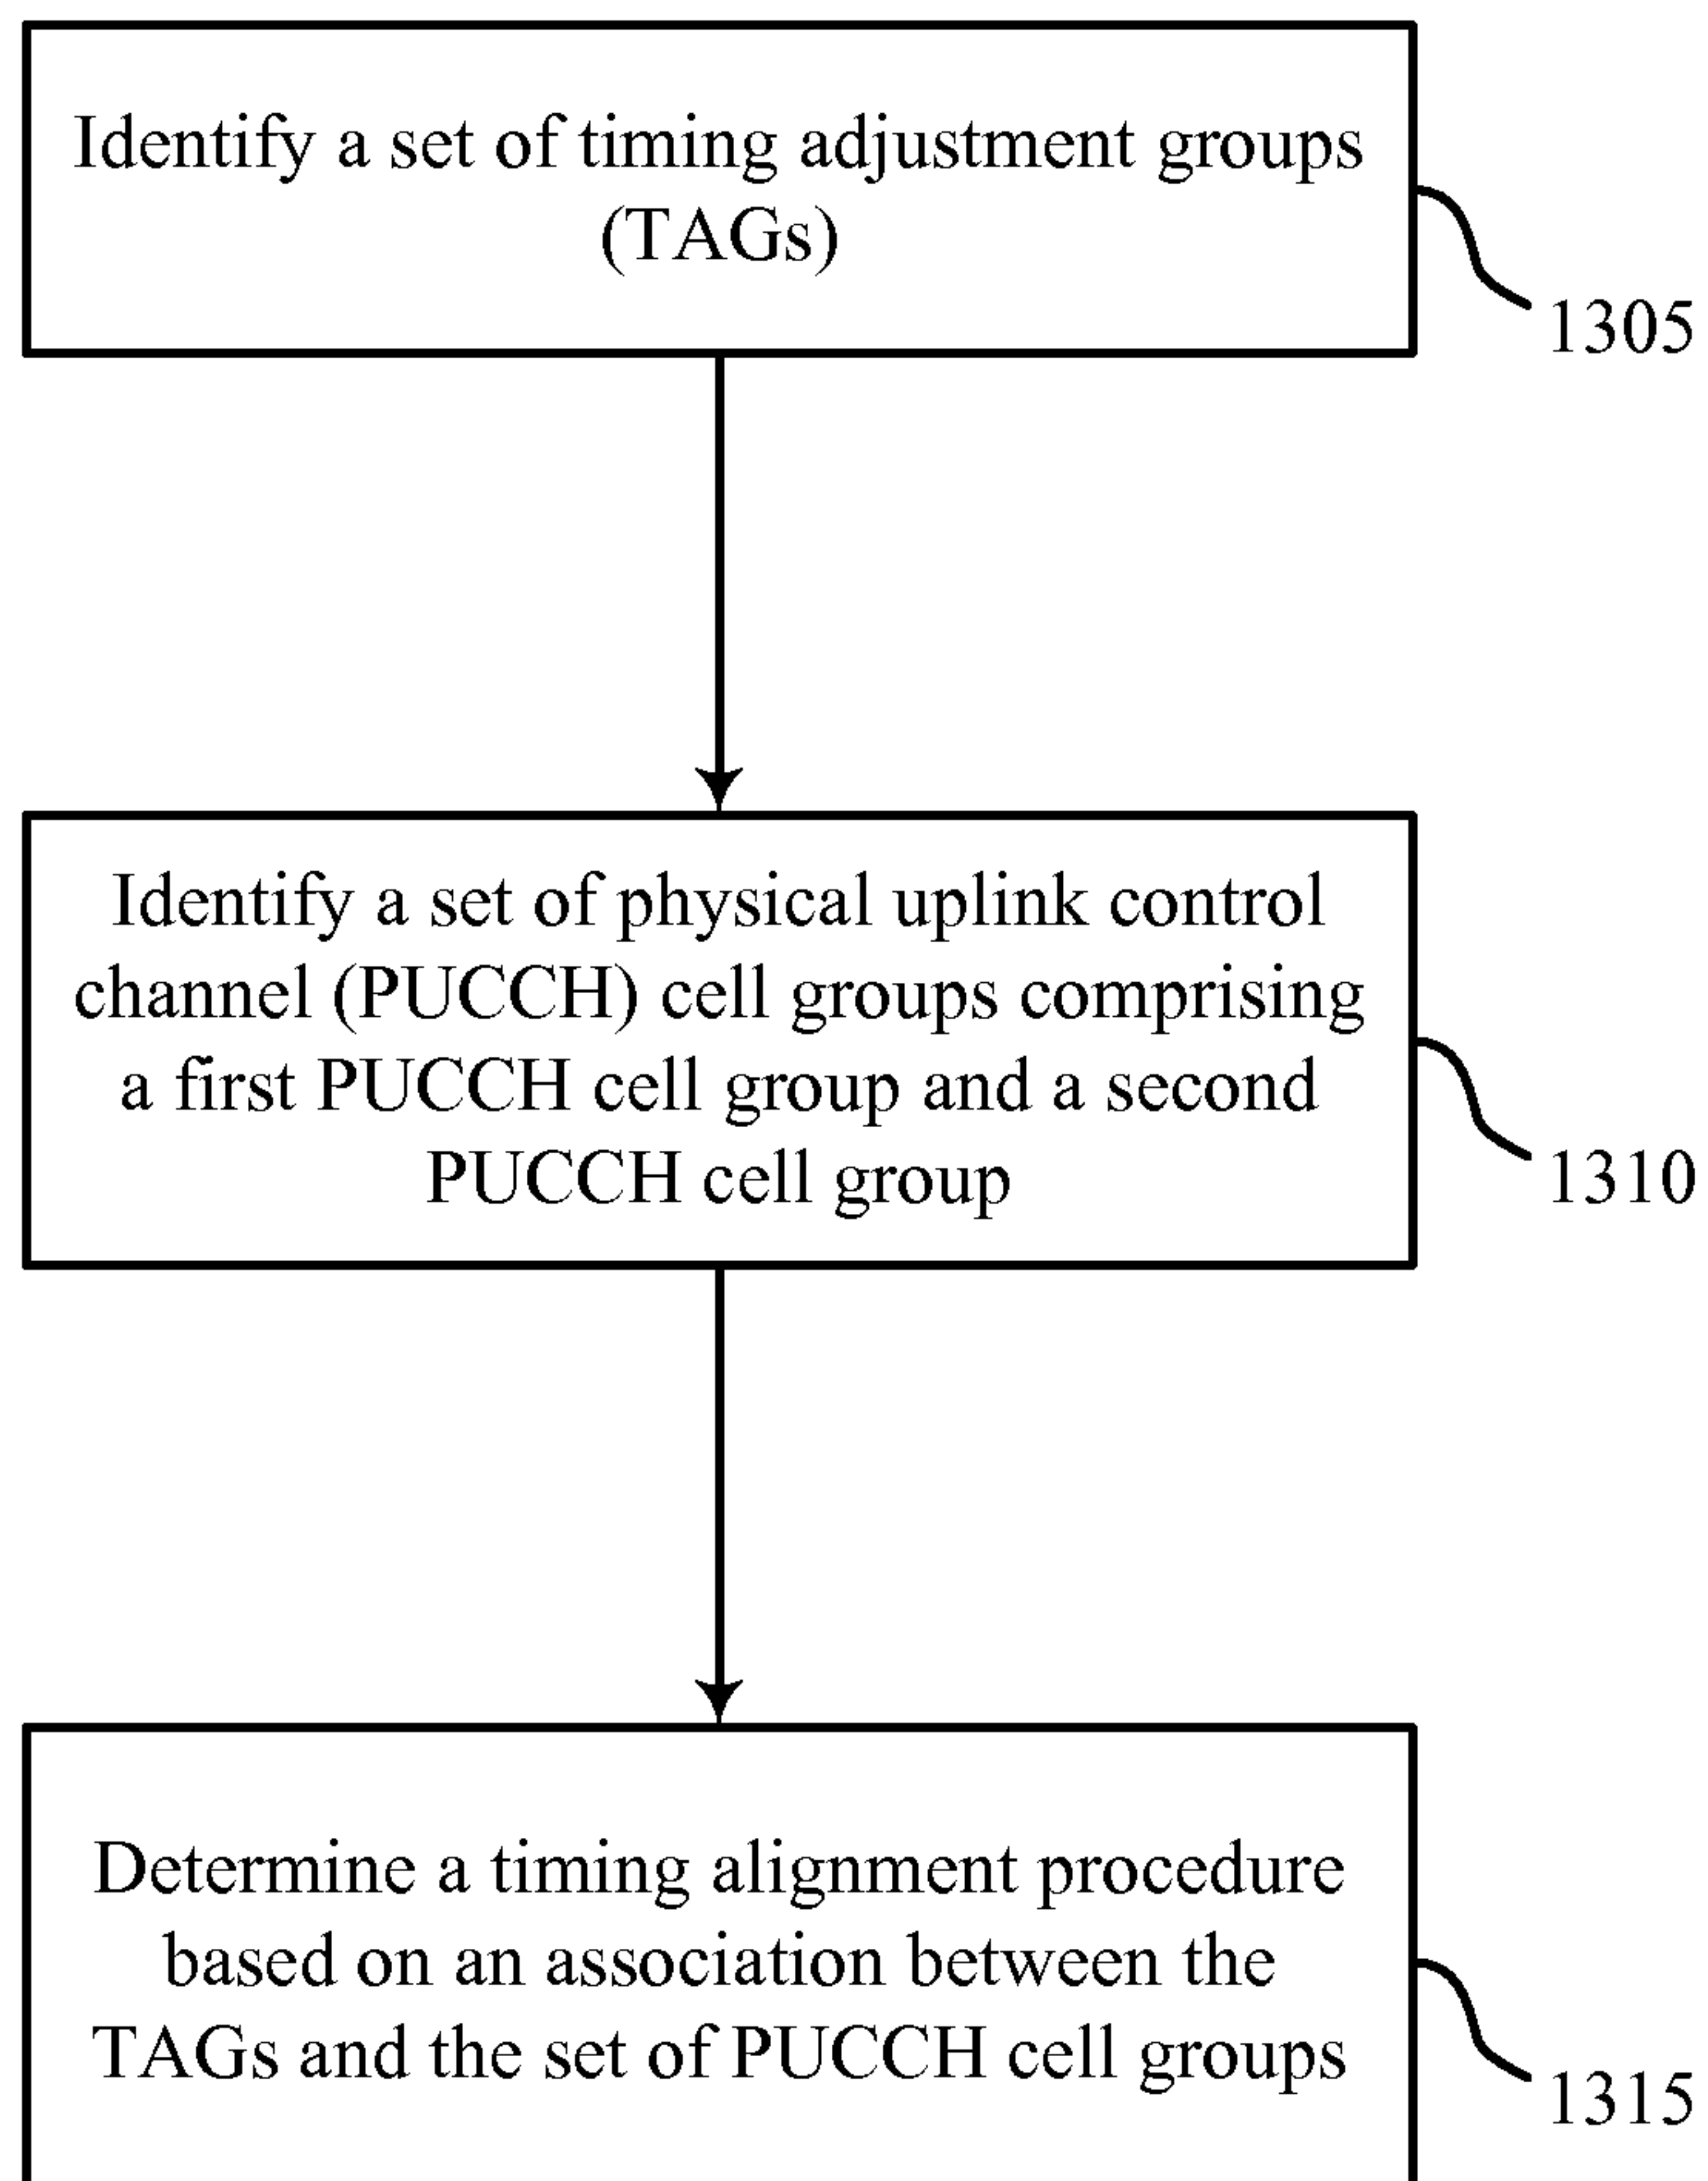 Identify a set of timing adjustment groups
(TAGs)
1305
Identify a set of physical uplink control
channel (PUCCH) cell groups comprising
a first PUCCH cell group and a second
PUCCH cell group
1310
Determine a timing alignment procedure
based on an association between the
TAGs and the set of PUCCH cell groups
1315